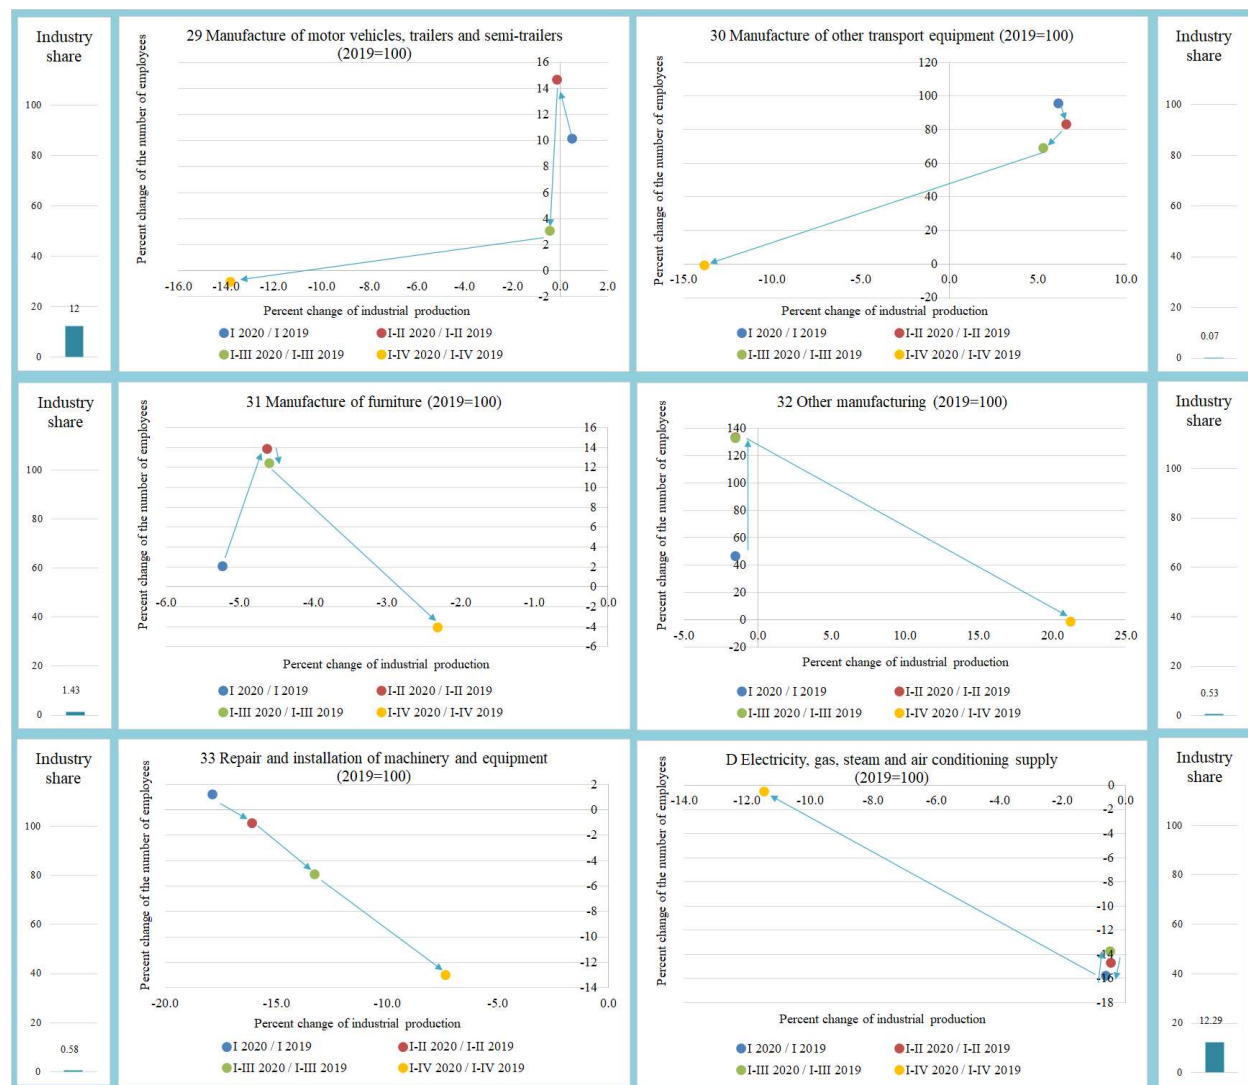 Industry
share
100
80
60
40
20
0
12
29 Manufacture of motor vehicles, trailers and semi-trailers
(2019=100)
Percent change of the number of employees
16
14
12
10
8
6
4
2
0
-2
-16.0 -14.0 -12.0 -10.0 -8.0 -6.0 -4.0 -2.0 0.0 2.0
Percent change of industrial production
I 2020 / I 2019 I-II 2020 / I-II 2019
I-III 2020 / I-III 2019 I-IV 2020 / I-IV 2019
30 Manufacture of other transport equipment (2019=100)
Percent change of the number of employees
120
100
80
60
40
20
0
-20
-15.0 -10.0 -5.0 0.0 5.0 10.0
Percent change of industrial production
I 2020 / I 2019 I-II 2020 / I-II 2019
I-III 2020 / I-III 2019 I-IV 2020 / I-IV 2019
Industry
share
100
80
60
40
20
0
0.07
Industry
share
100
80
60
40
20
0
1.43
31 Manufacture of furniture (2019=100)
Percent change of the number of employees
16
14
12
10
8
6
4
2
0
-2
-4
-6
-6.0 -5.0 -4.0 -3.0 -2.0 -1.0 0.0
Percent change of industrial production
I 2020 / I 2019 I-II 2020 / I-II 2019
I-III 2020 / I-III 2019 I-IV 2020 / I-IV 2019
32 Other manufacturing (2019=100)
Percent change of the number of employees
140
120
100
80
60
40
20
0
-20
-5.0 0.0 5.0 10.0 15.0 20.0 25.0
Percent change of industrial production
I 2020 / I 2019 I-II 2020 / I-II 2019
I-III 2020 / I-III 2019 I-IV 2020 / I-IV 2019
Industry
share
100
80
60
40
20
0
0.53
Industry
share
100
80
60
40
20
0
0.58
33 Repair and installation of machinery and equipment
(2019=100)
Percent change of the number of employees
2
0
-2
-4
-6
-8
-10
-12
-14
-20.0 -15.0 -10.0 -5.0 0.0
Percent change of industrial production
I 2020 / I 2019 I-II 2020 / I-II 2019
I-III 2020 / I-III 2019 I-IV 2020 / I-IV 2019
D Electricity, gas, steam and air conditioning supply
(2019=100)
Percent change of the number of employees
-14.0 -12.0 -10.0 -8.0 -6.0 -4.0 -2.0 0.0
0
-2
-4
-6
-8
-10
-12
-14
-16
-18
Percent change of industrial production
I 2020 / I 2019 I-II 2020 / I-II 2019
I-III 2020 / I-III 2019 I-IV 2020 / I-IV 2019
Industry
share
100
80
60
40
20
0
12.29